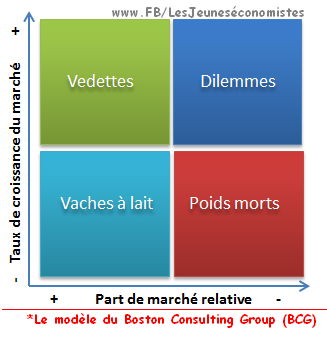 www.FB/LesJeuneséconomistes
+
Vedettes
Dilemmes
Taux de croissance du marché
Vaches à lait
Poids morts
-
+ Part de marché relative -
*Le modèle du Boston Consulting Group (BCG)